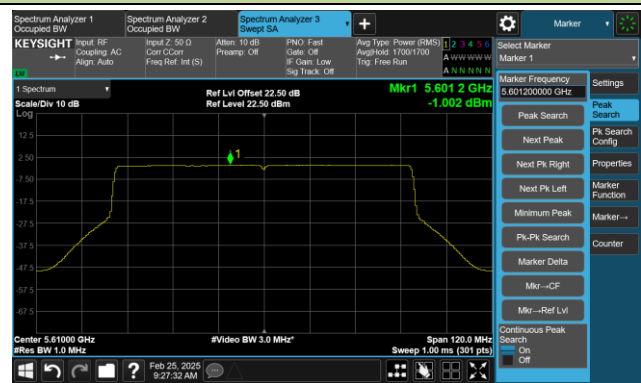 Spectrum Analyzer 1
Occupied BW
Spectrum Analyzer 2
Occupied BW
Spectrum Analyzer 3
Swept SA
Marker
KEYSIGHT
Input: RF
Coupling: AC
Align: Auto
Input Z: 50 Ω
Corr CCorr
Freq Ref: Int (S)
Atten: 10 dB
Preamp: Off
PNO: Fast
Gate: Off
IF Gain: Low
Sig Track: Off
Avg Type: Power (RMS)
Avg|Hold: 1700/1700
Trig: Free Run
1 2 3 4 5 6
A W W W W W
A N N N N N
Select Marker
Marker 1
LXI
1 Spectrum
Scale/Div 10 dB
Log
Ref Lvl Offset 22.50 dB
Ref Level 22.50 dBm
Mkr1 5.601 2 GHz
-1.002 dBm
12.5
2.50
-7.50
-17.5
-27.5
-37.5
-47.5
-57.5
-67.5
1
Center 5.61000 GHz
#Res BW 1.0 MHz
#Video BW 3.0 MHz*
Span 120.0 MHz
Sweep 1.00 ms (301 pts)
Marker Frequency
5.601200000 GHz
Peak Search
Next Peak
Next Pk Right
Next Pk Left
Minimum Peak
Pk-Pk Search
Marker Delta
Mkr→CF
Mkr→Ref Lvl
Continuous Peak
Search
On
Off
Settings
Peak
Search
Pk Search
Config
Properties
Marker
Function
Marker→
Counter
Feb 25, 2025
9:27:32 AM